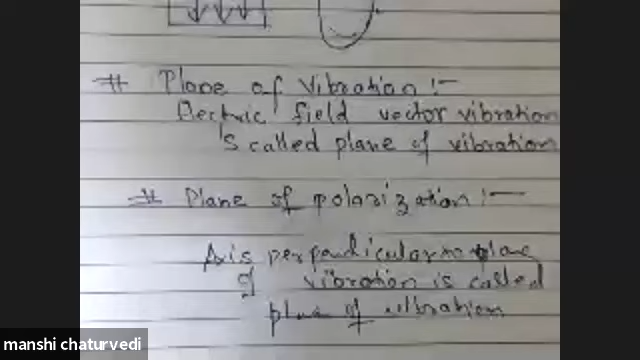 # Plane of Vibration :-
Electric field vector vibration
is called plane of vibration
# Plane of polarization :-
Axis perpendicular to plane
of vibration is called
plane of vibration
manshi chaturvedi